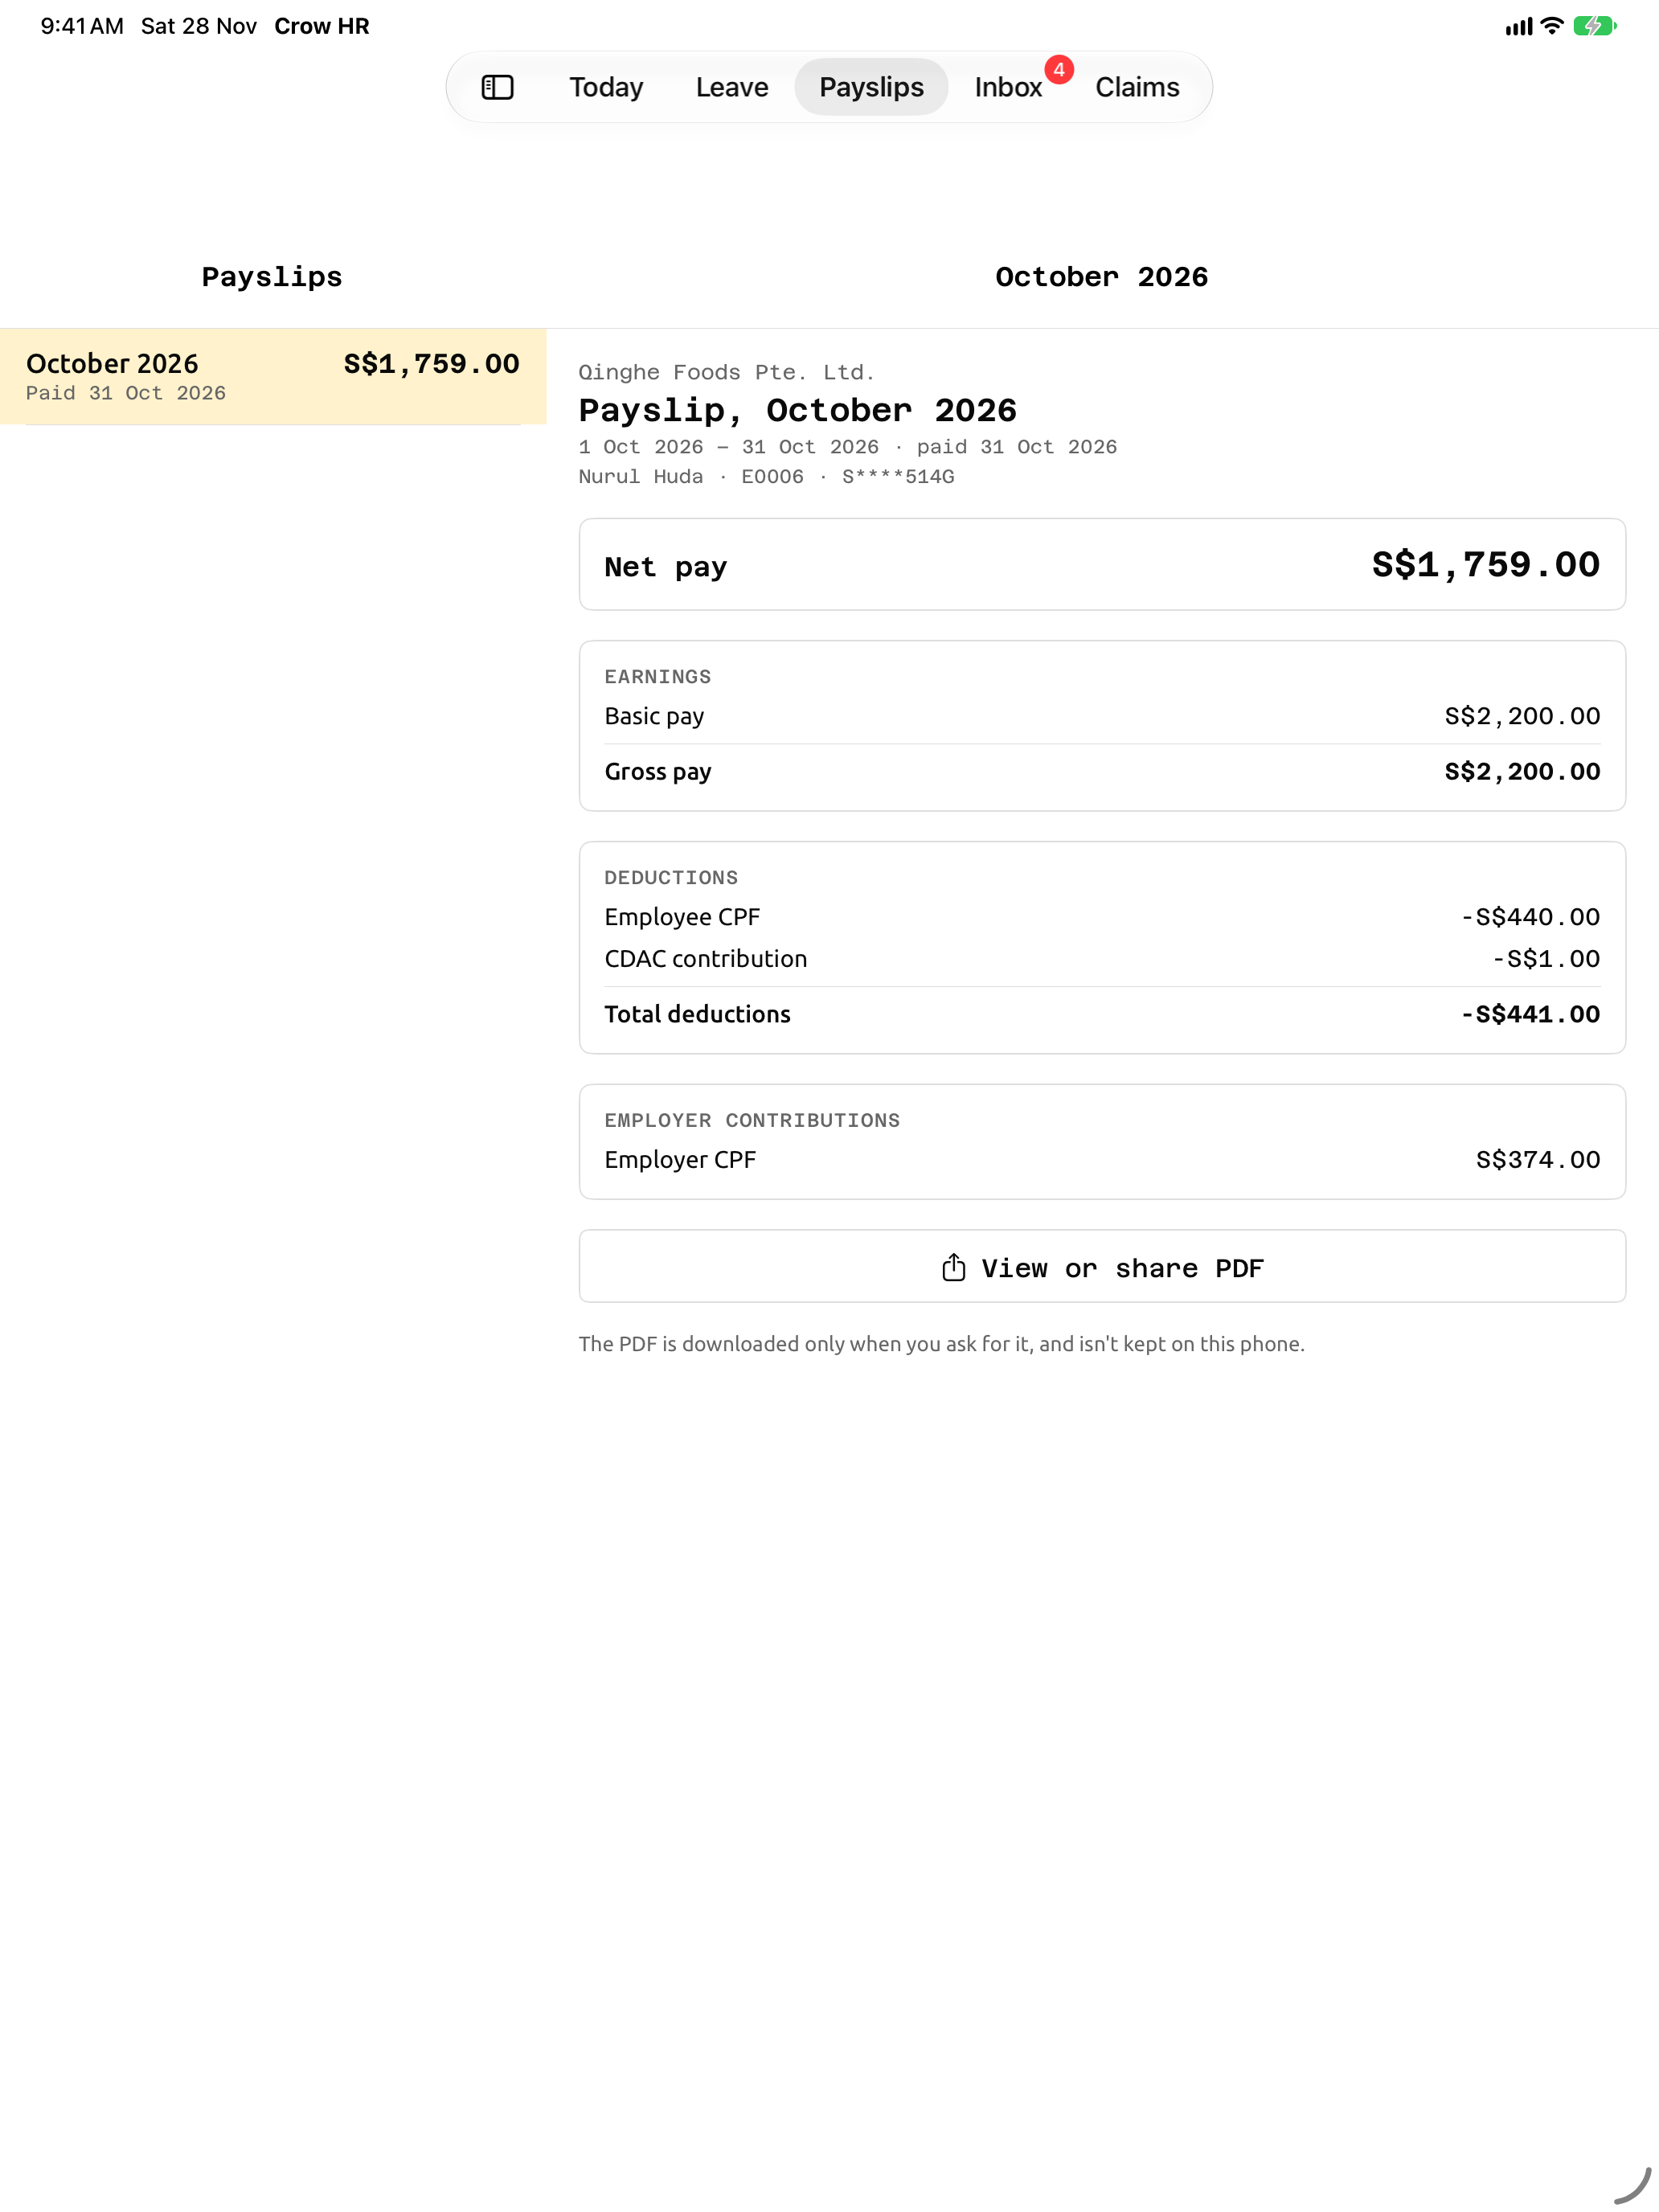 9:41 AM Sat 28 Nov Crow HR
Today Leave Payslips Inbox 4 Claims
Payslips
October 2026
October 2026 S$1,759.00
Paid 31 Oct 2026
Qinghe Foods Pte. Ltd.
Payslip, October 2026
1 Oct 2026 – 31 Oct 2026 · paid 31 Oct 2026
Nurul Huda · E0006 · S****514G
Net pay S$1,759.00
EARNINGS
Basic pay S$2,200.00
Gross pay S$2,200.00
DEDUCTIONS
Employee CPF -S$440.00
CDAC contribution -S$1.00
Total deductions -S$441.00
EMPLOYER CONTRIBUTIONS
Employer CPF S$374.00
View or share PDF
The PDF is downloaded only when you ask for it, and isn't kept on this phone.